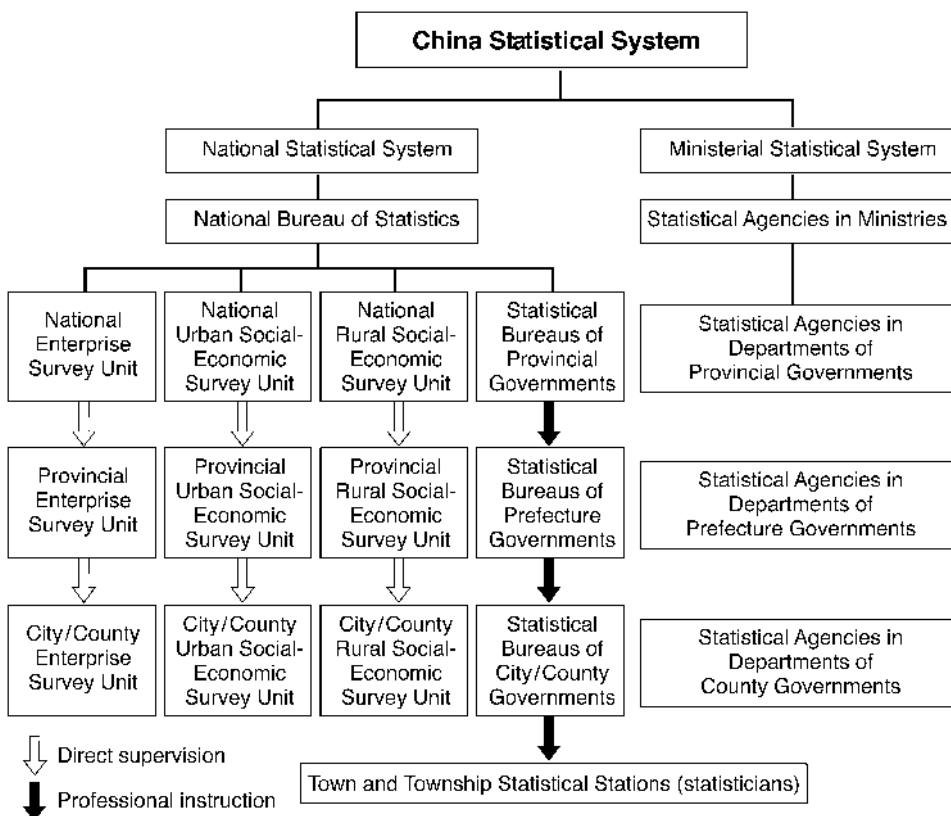 China Statistical System
National Statistical System
Ministerial Statistical System
National Bureau of Statistics
Statistical Agencies in Ministries
National
Enterprise
Survey Unit
National
Urban Social-
Economic
Survey Unit
National
Rural Social-
Economic
Survey Unit
Statistical
Bureaus of
Provincial
Governments
Statistical Agencies in
Departments of
Provincial Governments
Provincial
Enterprise
Survey Unit
Provincial
Urban Social-
Economic
Survey Unit
Provincial
Rural Social-
Economic
Survey Unit
Statistical
Bureaus of
Prefecture
Governments
Statistical Agencies in
Departments of
Prefecture Governments
City/County
Enterprise
Survey Unit
City/County
Urban Social-
Economic
Survey Unit
City/County
Rural Social-
Economic
Survey Unit
Statistical
Bureaus of
City/County
Governments
Statistical Agencies in
Departments of
County Governments
Direct supervision
Town and Township Statistical Stations (statisticians)
Professional instruction